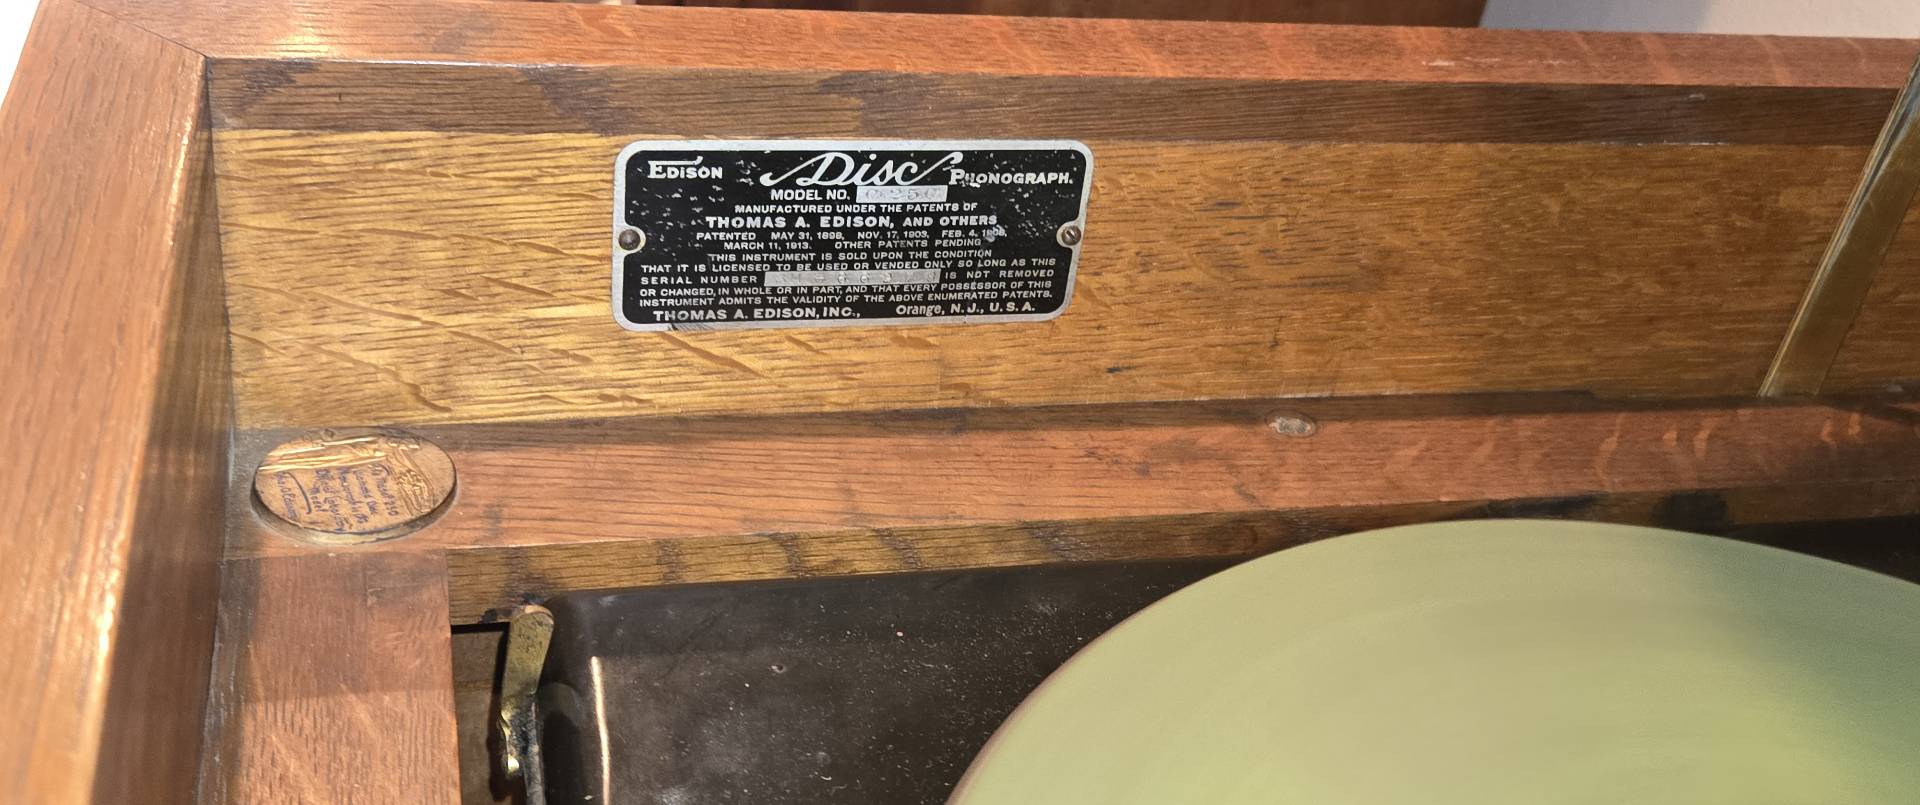 EDISON Disc PHONOGRAPH.
MODEL NO. C250
MANUFACTURED UNDER THE PATENTS OF
THOMAS A. EDISON, AND OTHERS
PATENTED MAY 31, 1898, NOV. 17, 1903, FEB. 4, 1908,
MARCH 11, 1913. OTHER PATENTS PENDING
THIS INSTRUMENT IS SOLD UPON THE CONDITION
THAT IT IS LICENSED TO BE USED OR VENDED ONLY SO LONG AS THIS
SERIAL NUMBER IS NOT REMOVED
OR CHANGED, IN WHOLE OR IN PART, AND THAT EVERY POSSESSOR OF THIS
INSTRUMENT ADMITS THE VALIDITY OF THE ABOVE ENUMERATED PATENTS.
THOMAS A. EDISON, INC., Orange, N. J., U. S. A.